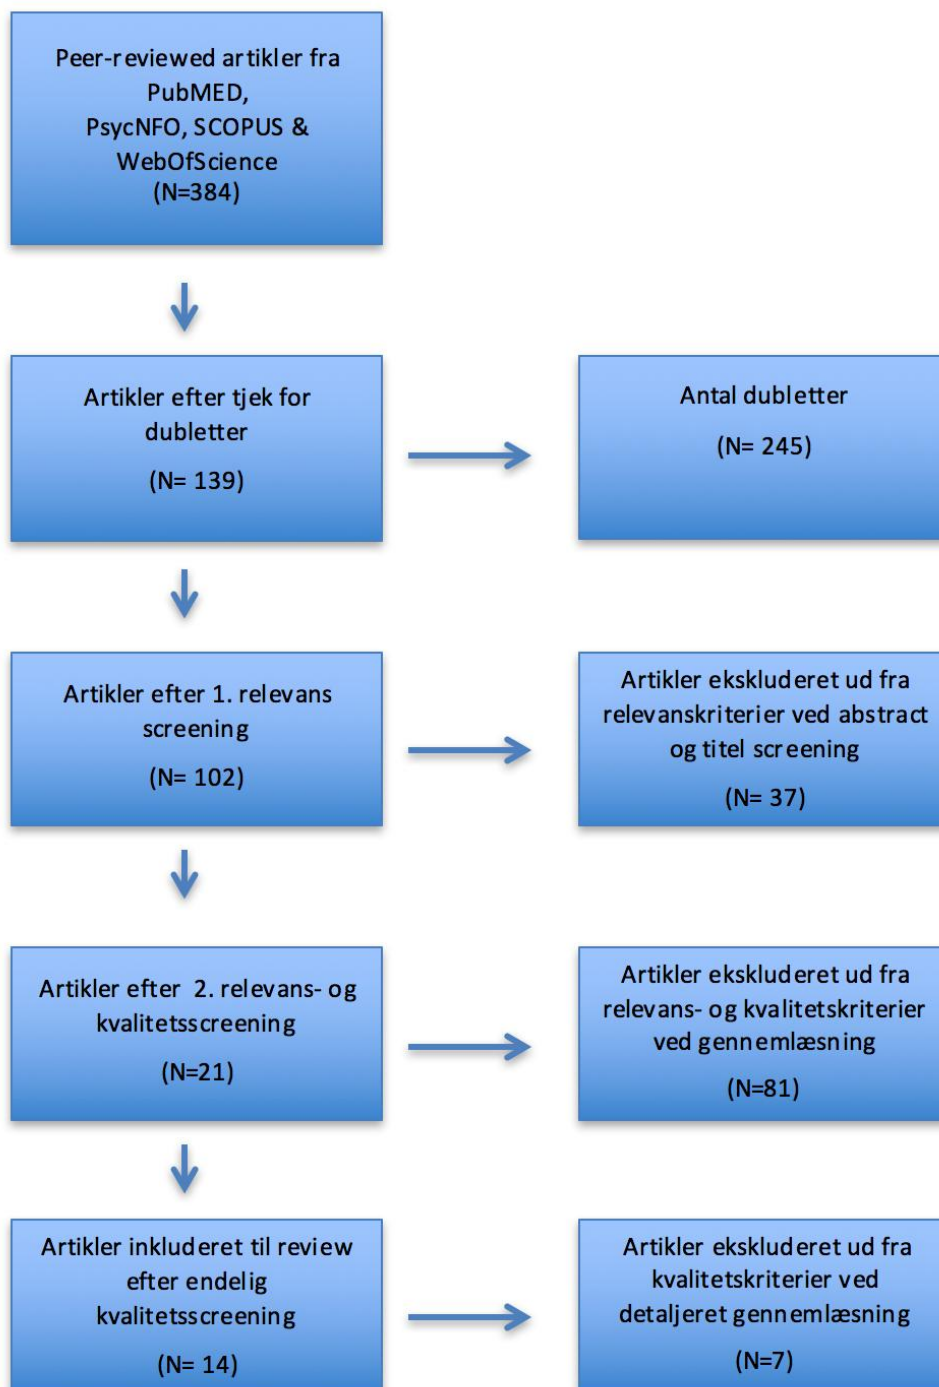 Peer-reviewed artikler fra
PubMED,
PsycNFO, SCOPUS &
WebOfScience
(N=384)
Artikler efter tjek for
dubletter
(N= 139)
Antal dubletter
(N= 245)
Artikler efter 1. relevans
screening
(N= 102)
Artikler ekskluderet ud fra
relevanskriterier ved abstract
og titel screening
(N= 37)
Artikler efter  2. relevans- og
kvalitetsscreening
(N=21)
Artikler ekskluderet ud fra
relevans- og kvalitetskriterier
ved gennemlæsning
(N=81)
Artikler inkluderet til review
efter endelig
kvalitetsscreening
(N= 14)
Artikler ekskluderet ud fra
kvalitetskriterier ved
detaljeret gennemlæsning
(N=7)